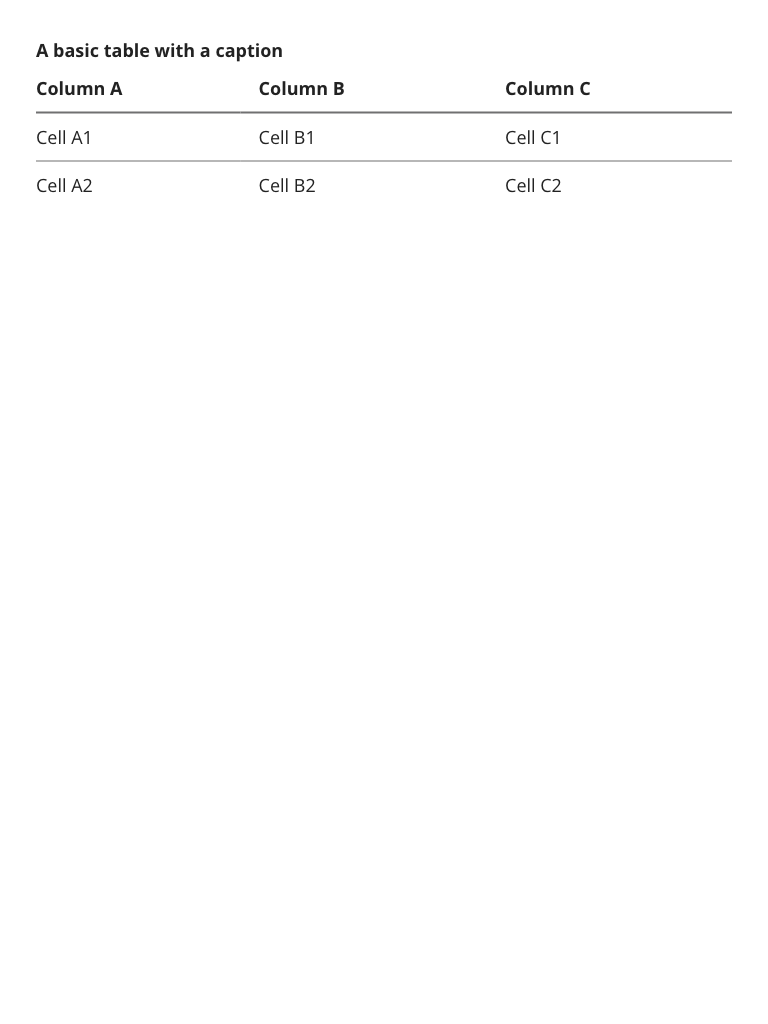 A basic table with a caption
Column A Column B Column C
Cell A1 Cell B1 Cell C1
Cell A2 Cell B2 Cell C2